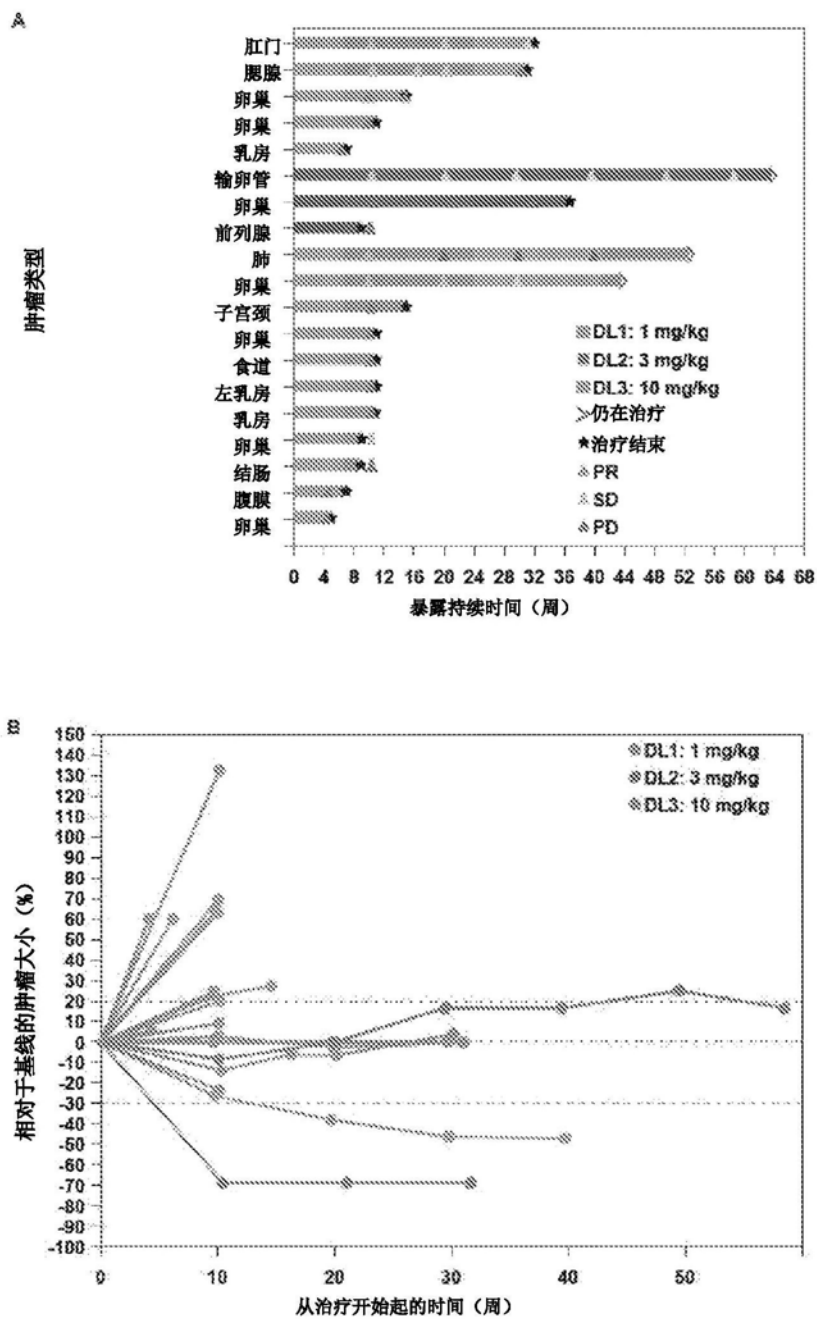 A
肿瘤类型
肛门
腮腺
卵巢
卵巢
乳房
输卵管
卵巢
前列腺
肺
卵巢
子宫颈
卵巢
食道
左乳房
乳房
卵巢
结肠
腹膜
卵巢
DL1: 1 mg/kg
DL2: 3 mg/kg
DL3: 10 mg/kg
仍在治疗
治疗结束
PR
SD
PD
0 4 8 12 16 20 24 28 32 36 40 44 48 52 56 60 64 68
暴露持续时间（周）
B
相对于基线的肿瘤大小（%）
150
140
130
120
110
100
90
80
70
60
50
40
30
20
10
0
-10
-20
-30
-40
-50
-60
-70
-80
-90
-100
DL1: 1 mg/kg
DL2: 3 mg/kg
DL3: 10 mg/kg
0 10 20 30 40 50
从治疗开始起的时间（周）